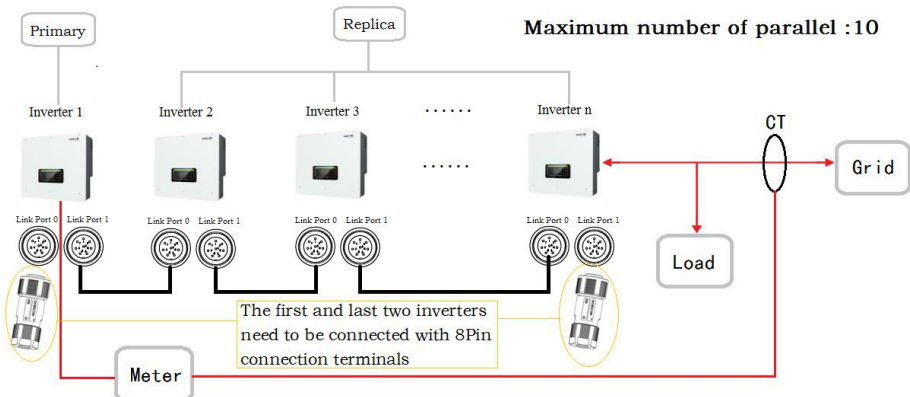 Primary
Replica
Maximum number of parallel :10
Inverter 1
Inverter 2
Inverter 3
······
Inverter n
······
CT
Grid
Link Port 0
Link Port 1
Link Port 0
Link Port 1
Link Port 0
Link Port 1
Link Port 0
Link Port 1
Load
The first and last two inverters
need to be connected with 8Pin
connection terminals
Meter